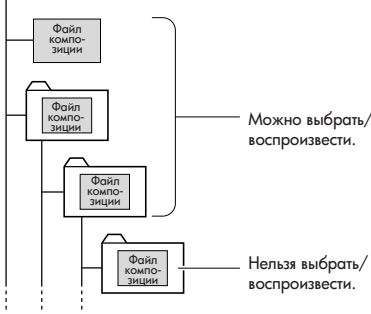 Файл
компо-
зиции
Файл
компо-
зиции
Можно выбрать/
воспроизвести.
Файл
компо-
зиции
Файл
компо-
зиции
Нельзя выбрать/
воспроизвести.